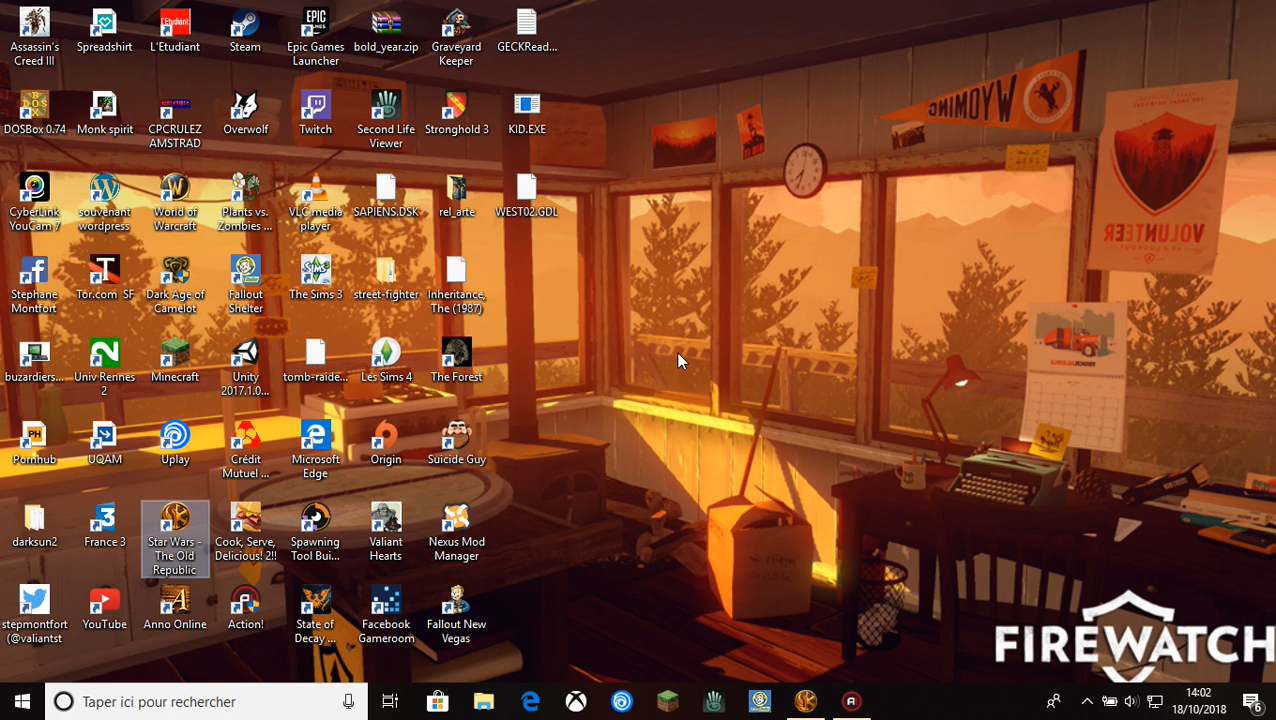 Assassin's
Creed III
Spreadshirt
L'Etudiant
Steam
Epic Games
Launcher
bold_year.zip
Graveyard
Keeper
GECKRead...
DOSBox 0.74
Monk spirit
CPCRULEZ
AMSTRAD
Overwolf
Twitch
Second Life
Viewer
Stronghold 3
KID.EXE
CyberLink
YouCam 7
souvenant
wordpress
World of
Warcraft
Plants vs.
Zombies ...
VLC media
player
SAPIENS.DSK
rel_arte
WEST02.GDL
Stephane
Montfort
Tor.com SF
Dark Age of
Camelot
Fallout
Shelter
The Sims 3
street-fighter
Inheritance,
The (1987)
buzardiers...
Univ Rennes
2
Minecraft
Unity
2017.1.0...
tomb-raide...
Les Sims 4
The Forest
Pornhub
UQAM
Uplay
Crédit
Mutuel ...
Microsoft
Edge
Origin
Suicide Guy
darksun2
France 3
Star Wars -
The Old
Republic
Cook, Serve,
Delicious! 2!!
Spawning
Tool Bui...
Valiant
Hearts
Nexus Mod
Manager
stepmontfort
(@valiantst
YouTube
Anno Online
Action!
State of
Decay ...
Facebook
Gameroom
Fallout New
Vegas
WYOMING
VOLUNTEER
FIREWATCH
Taper ici pour rechercher
14:02
18/10/2018
6